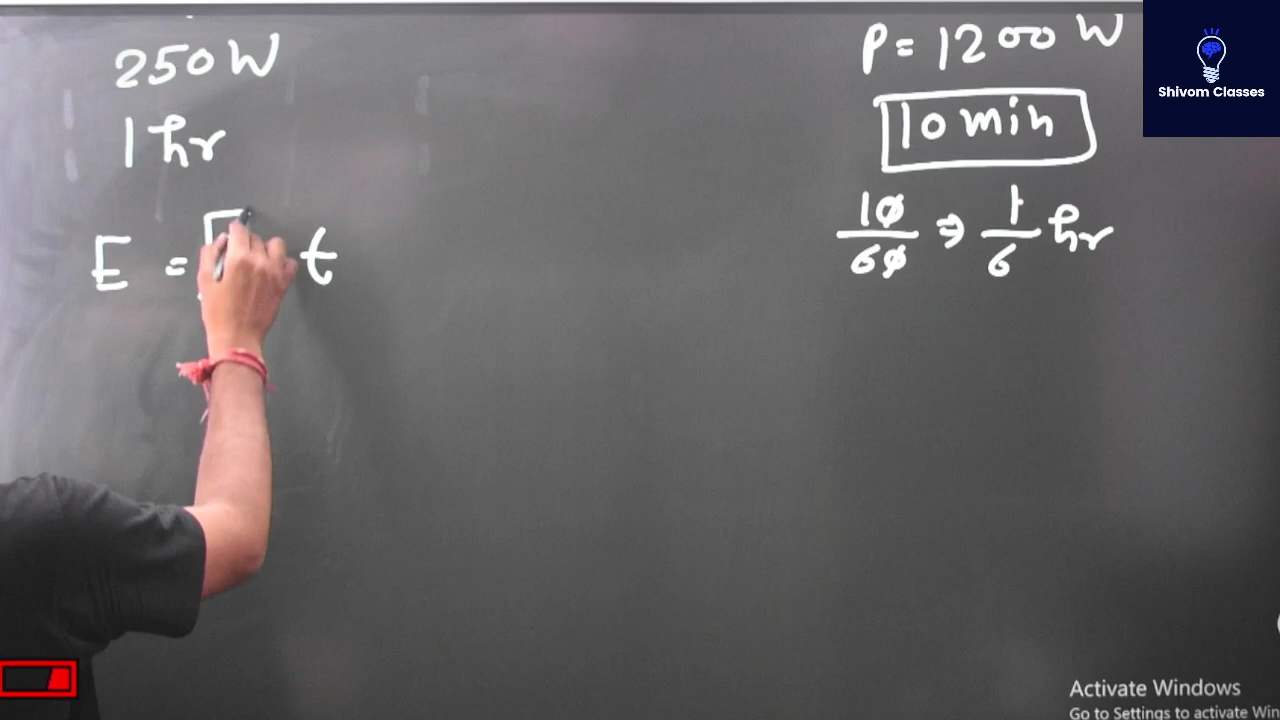 250 W
1 hr
E = t
P = 1200 W
10 min
10/60 ⇒ 1/6 hr
Shivom Classes
Activate Windows
Go to Settings to activate Win